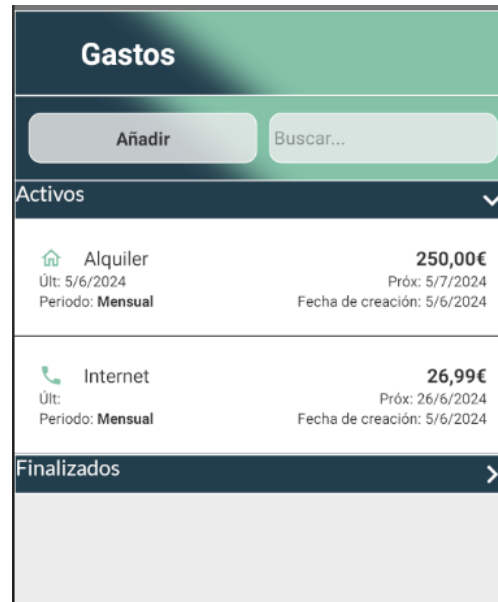 Gastos
Añadir
Buscar...
Activos
Alquiler 250,00€
Últ: 5/6/2024 Próx: 5/7/2024
Periodo: Mensual Fecha de creación: 5/6/2024
Internet 26,99€
Últ: Próx: 26/6/2024
Periodo: Mensual Fecha de creación: 5/6/2024
Finalizados